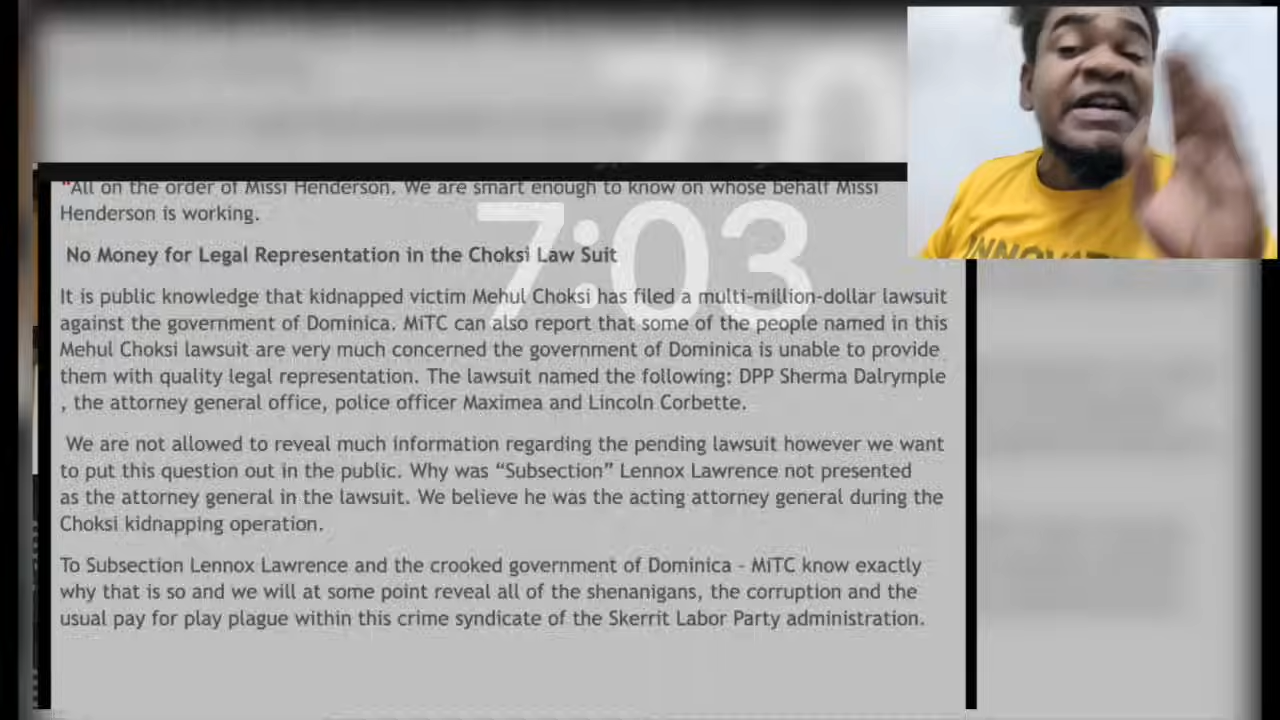 "All on the order of Missi Henderson. We are smart enough to know on whose behalf Missi
Henderson is working.
No Money for Legal Representation in the Choksi Law Suit
It is public knowledge that kidnapped victim Mehul Choksi has filed a multi-million-dollar lawsuit
against the government of Dominica. MiTC can also report that some of the people named in this
Mehul Choksi lawsuit are very much concerned the government of Dominica is unable to provide
them with quality legal representation. The lawsuit named the following: DPP Sherma Dalrymple
, the attorney general office, police officer Maximea and Lincoln Corbette.
We are not allowed to reveal much information regarding the pending lawsuit however we want
to put this question out in the public. Why was “Subsection” Lennox Lawrence not presented
as the attorney general in the lawsuit. We believe he was the acting attorney general during the
Choksi kidnapping operation.
To Subsection Lennox Lawrence and the crooked government of Dominica - MiTC know exactly
why that is so and we will at some point reveal all of the shenanigans, the corruption and the
usual pay for play plague within this crime syndicate of the Skerrit Labor Party administration.
7:03